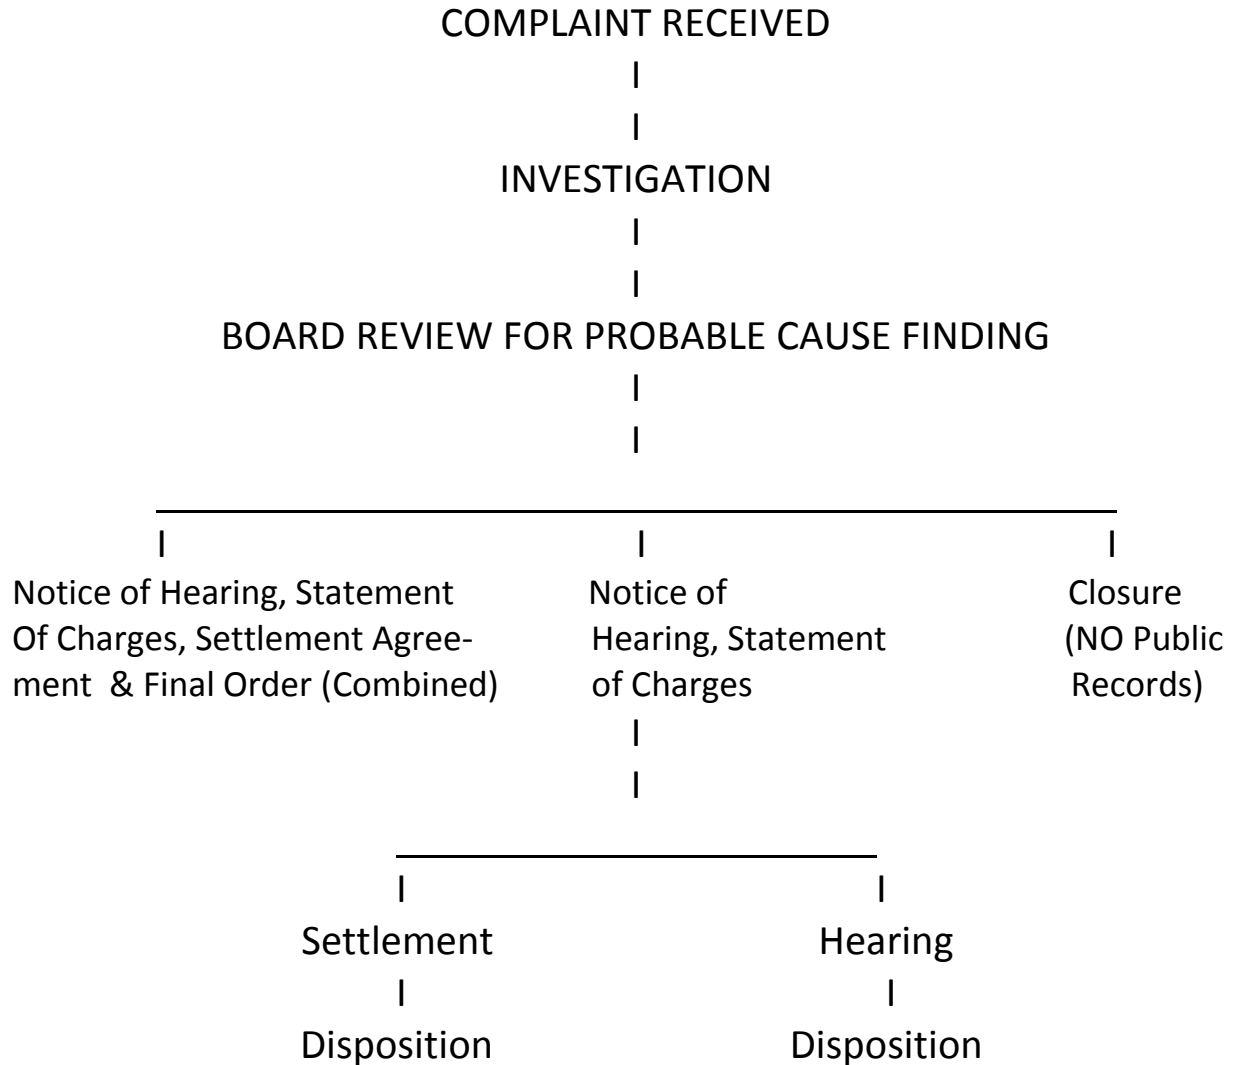 COMPLAINT RECEIVED
INVESTIGATION
BOARD REVIEW FOR PROBABLE CAUSE FINDING
Notice of Hearing, Statement
Of Charges, Settlement Agree-
ment & Final Order (Combined)
Notice of
Hearing, Statement
of Charges
Closure
(NO Public
Records)
Settlement
Hearing
Disposition
Disposition